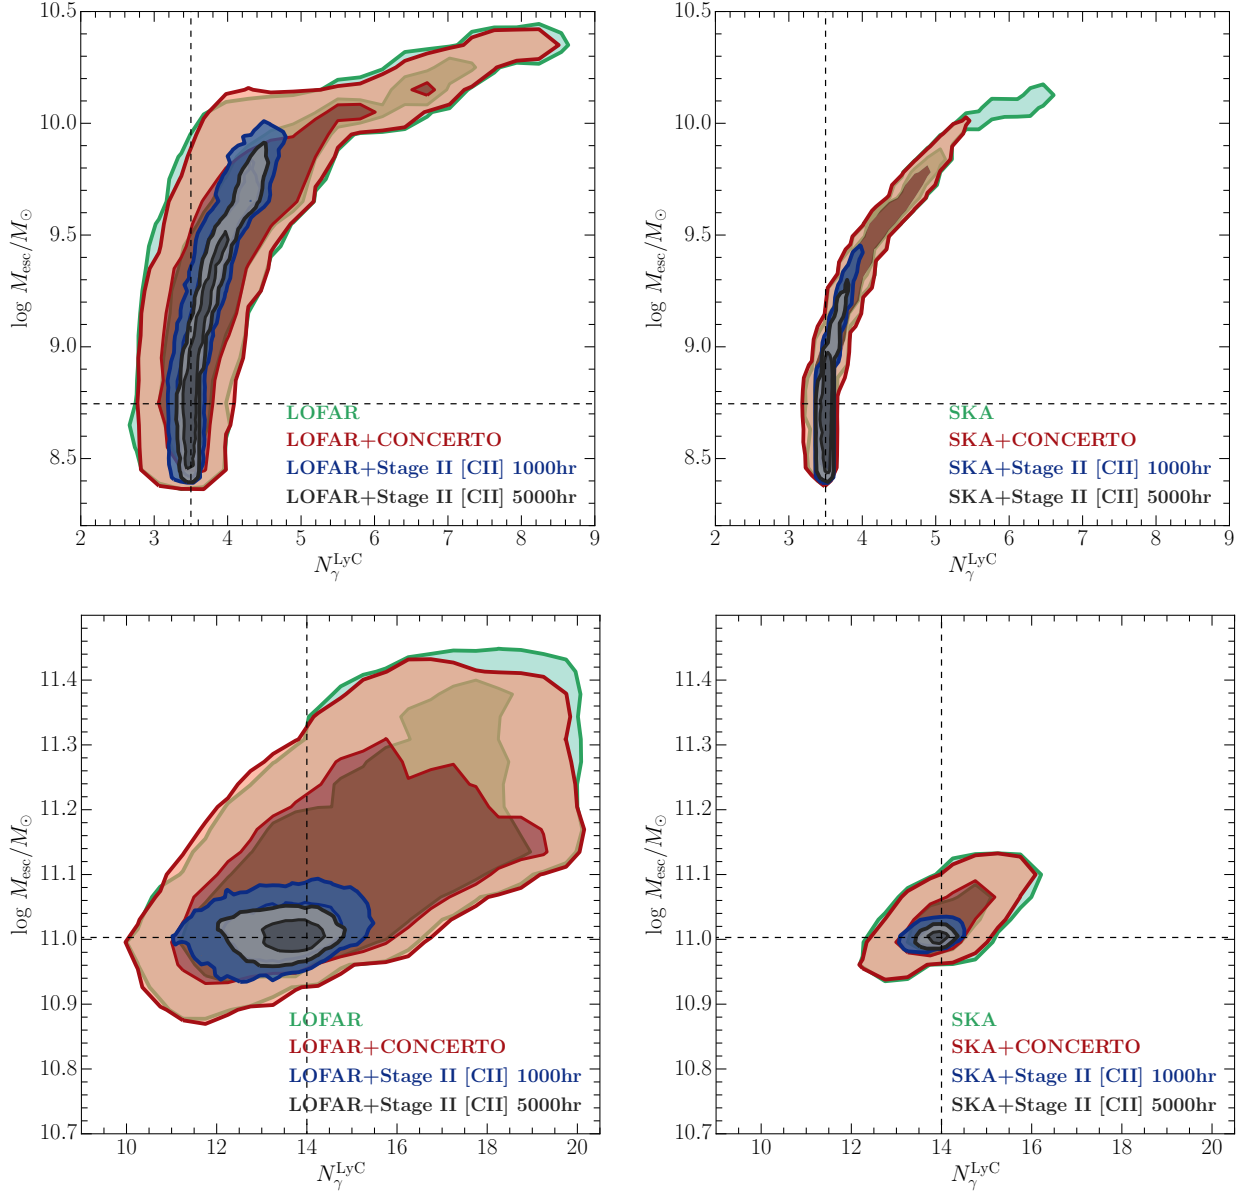 10.5
10.0
9.5
9.0
8.5
log M_esc/M_⊙
LOFAR
LOFAR+CONCERTO
LOFAR+Stage II [CII] 1000hr
LOFAR+Stage II [CII] 5000hr
2 3 4 5 6 7 8 9
N_γ^LyC
10.5
10.0
9.5
9.0
8.5
log M_esc/M_⊙
SKA
SKA+CONCERTO
SKA+Stage II [CII] 1000hr
SKA+Stage II [CII] 5000hr
2 3 4 5 6 7 8 9
N_γ^LyC
11.4
11.3
11.2
11.1
11.0
10.9
10.8
10.7
log M_esc/M_⊙
LOFAR
LOFAR+CONCERTO
LOFAR+Stage II [CII] 1000hr
LOFAR+Stage II [CII] 5000hr
10 12 14 16 18 20
N_γ^LyC
11.4
11.3
11.2
11.1
11.0
10.9
10.8
10.7
log M_esc/M_⊙
SKA
SKA+CONCERTO
SKA+Stage II [CII] 1000hr
SKA+Stage II [CII] 5000hr
10 12 14 16 18 20
N_γ^LyC